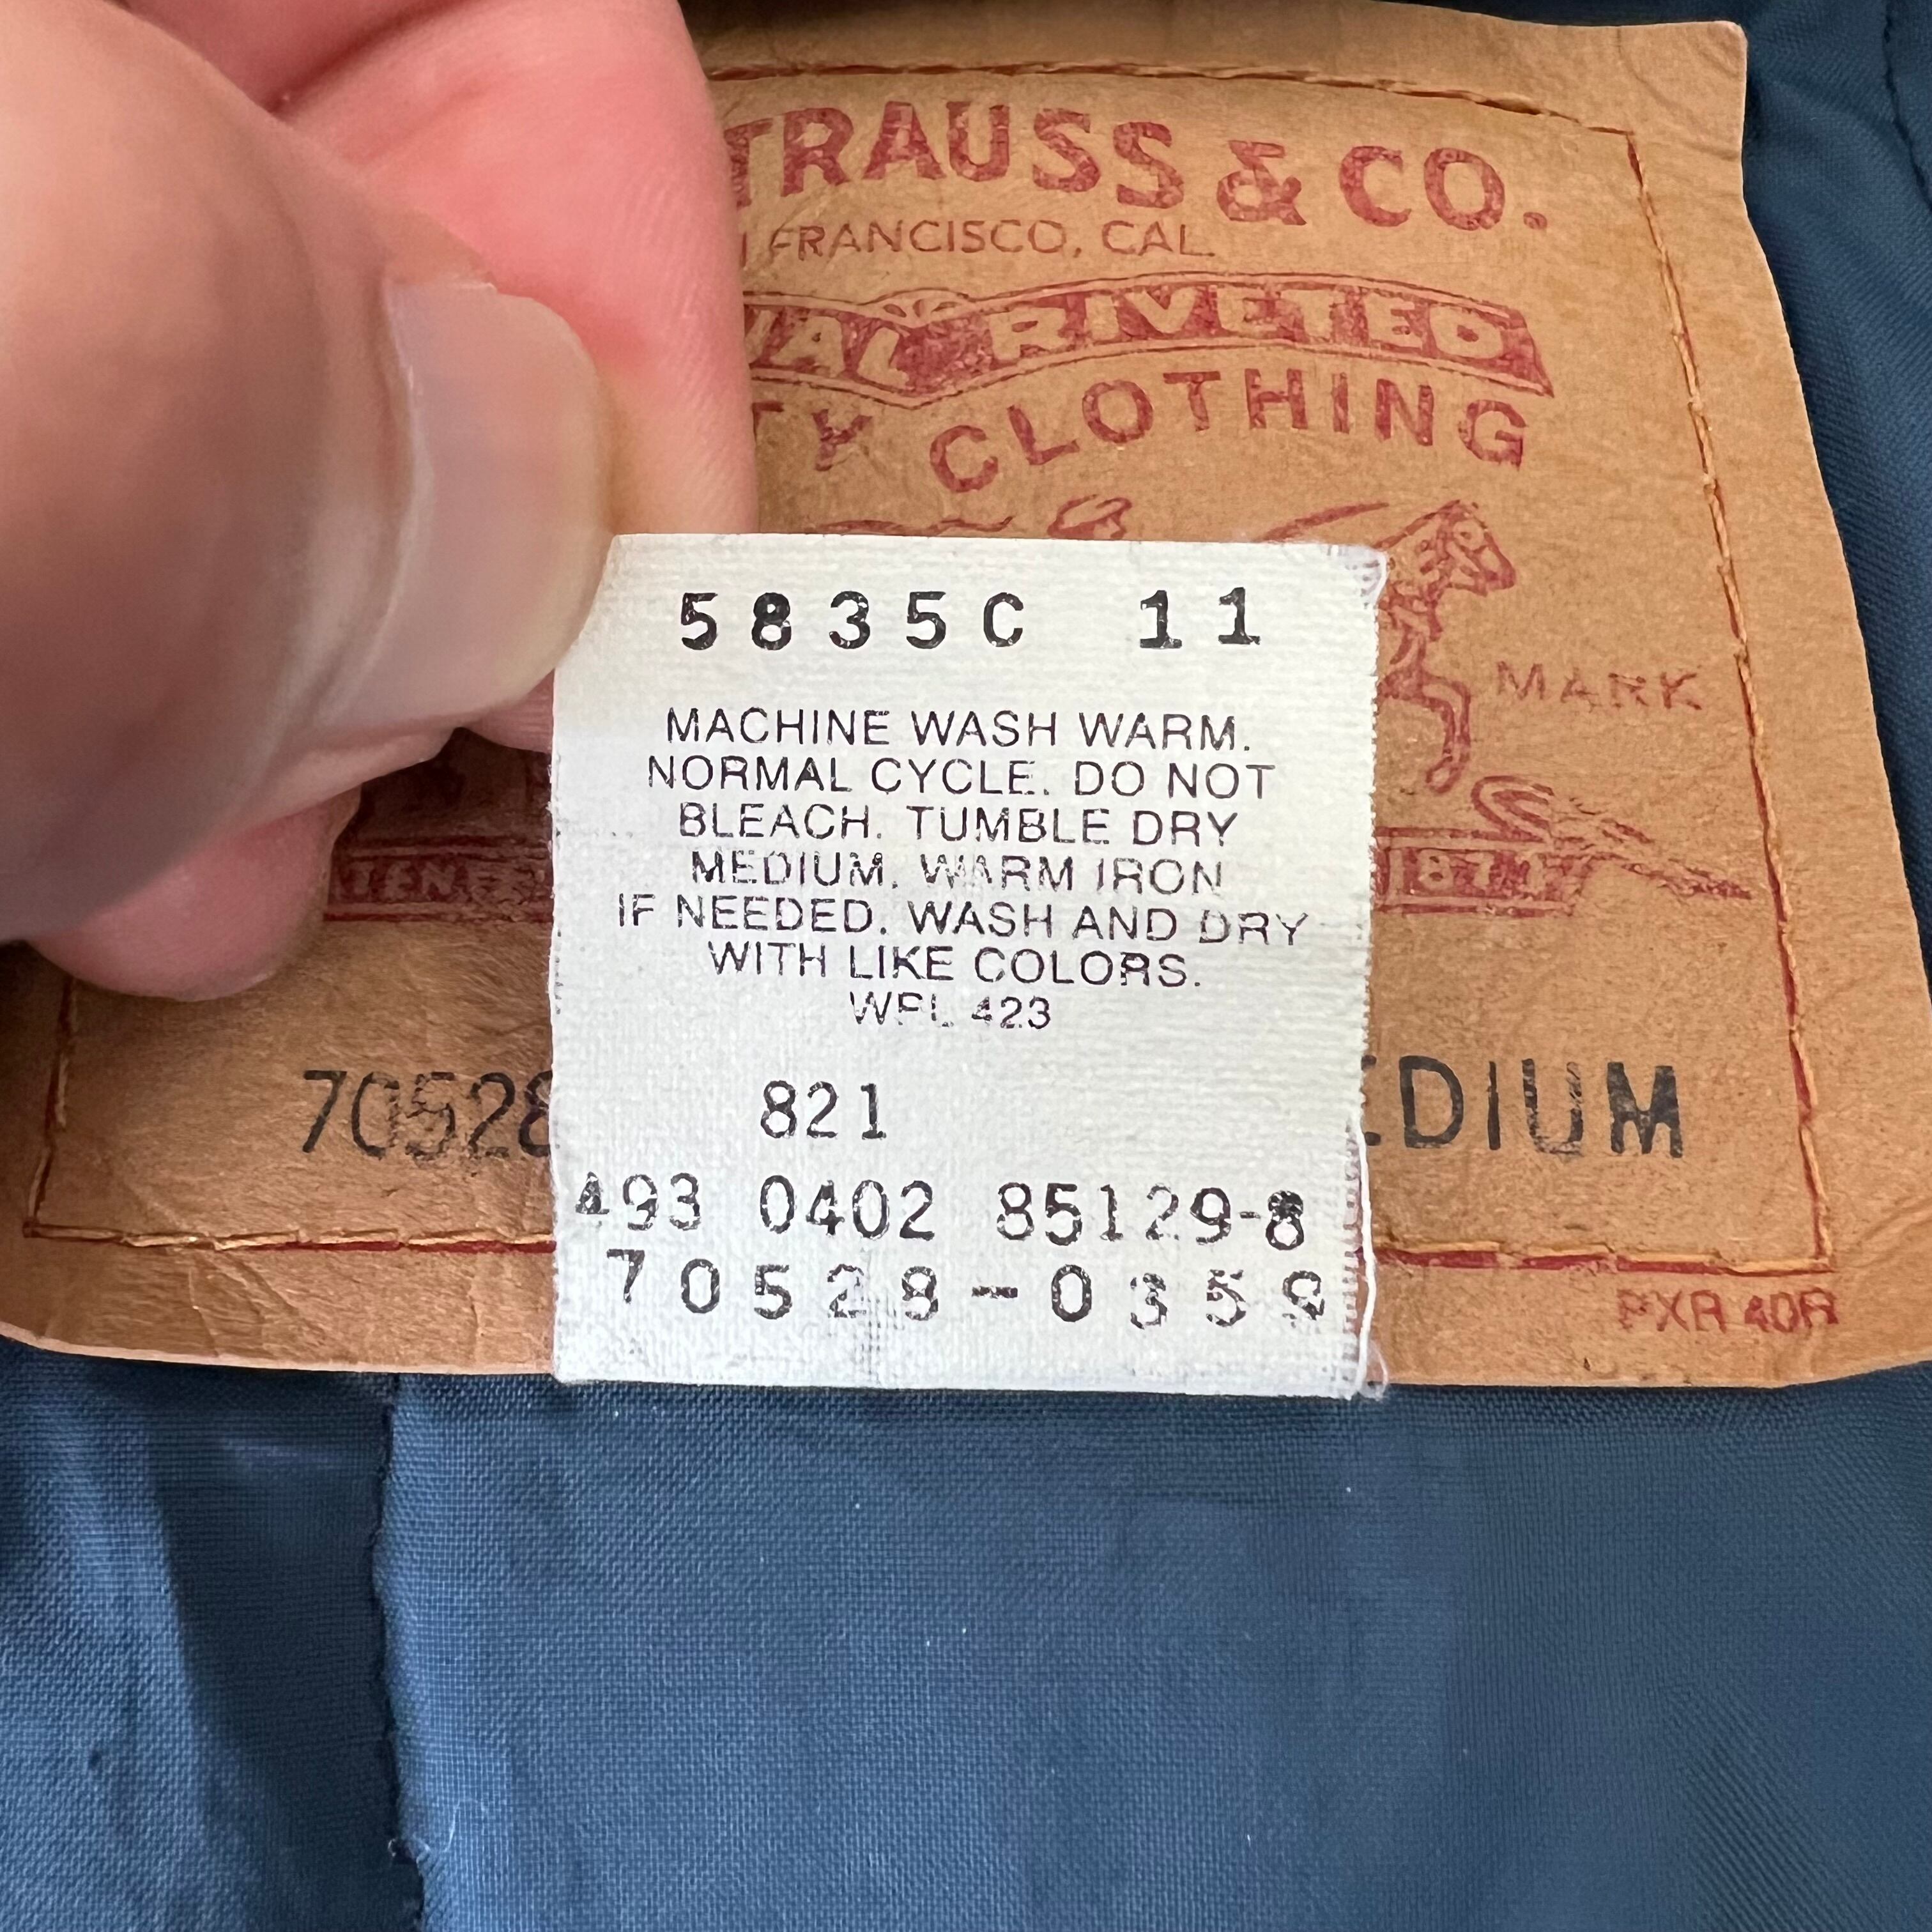 TRAUSS & CO.
FRANCISCO, CAL.
RIVETED
CLOTHING
MARK
5835C 11
MACHINE WASH WARM.
NORMAL CYCLE. DO NOT
BLEACH. TUMBLE DRY
MEDIUM. WARM IRON
IF NEEDED. WASH AND DRY
WITH LIKE COLORS.
WPL 423
70528
EDIUM
821
493 0402 85129-8
70528-0359
PXR 40R